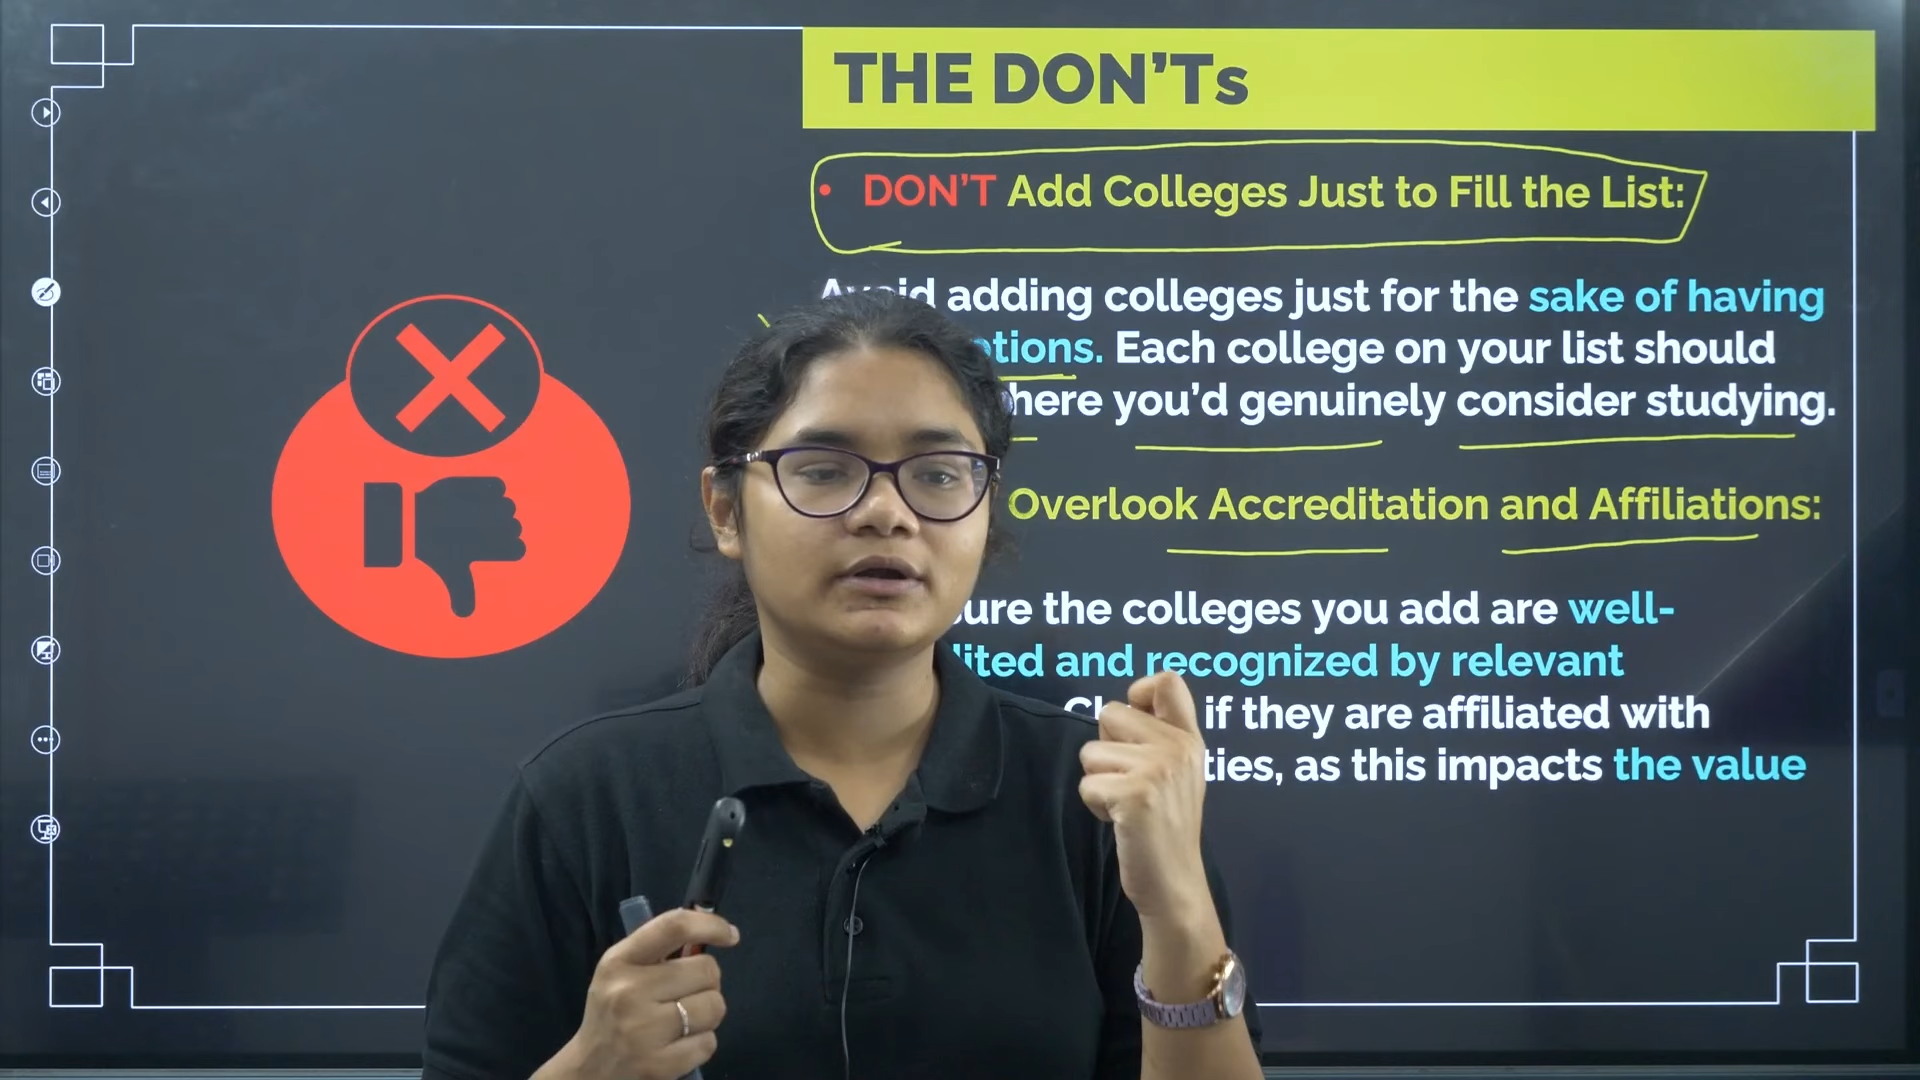 THE DON'Ts
• DON'T Add Colleges Just to Fill the List:
Avoid adding colleges just for the sake of having
Each college on your list should
you'd genuinely consider studying.
Overlook Accreditation and Affiliations:
the colleges you add are well-
and recognized by relevant
if they are affiliated with
as this impacts the value